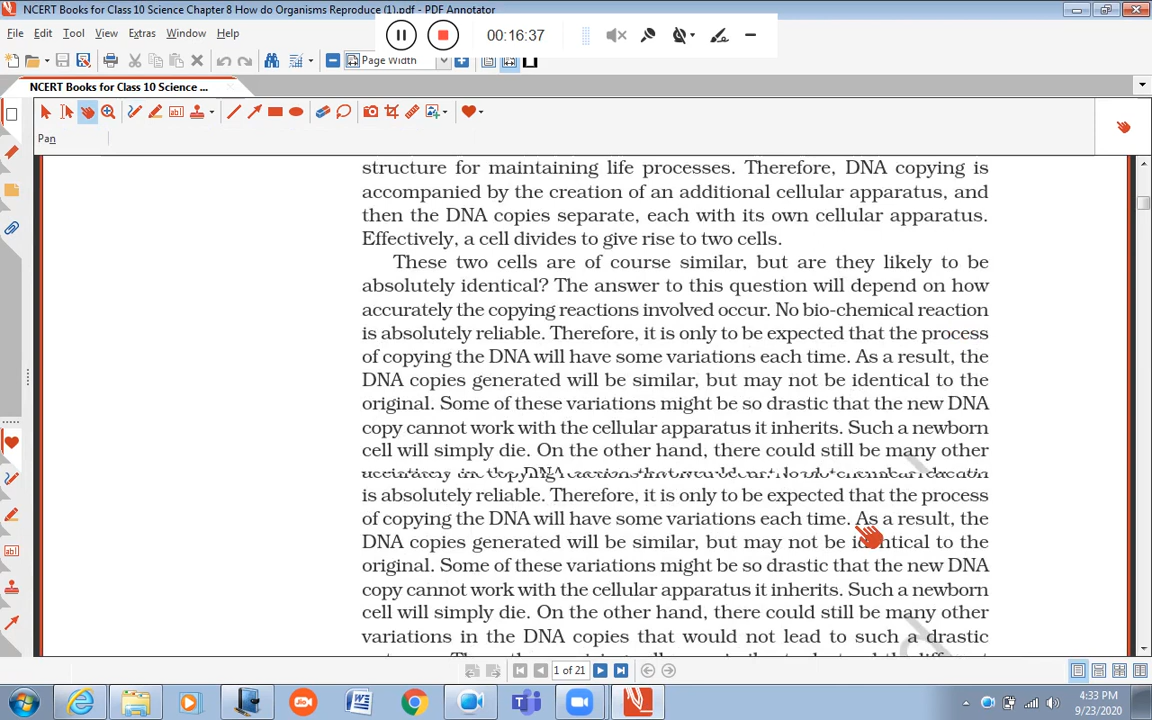 NCERT Books for Class 10 Science Chapter 8 How do Organisms Reproduce (1).pdf - PDF Annotator
File Edit Tool View Extras Window Help
00:16:37
Page Width
NCERT Books for Class 10 Science ...
Pan
structure for maintaining life processes. Therefore, DNA copying is
accompanied by the creation of an additional cellular apparatus, and
then the DNA copies separate, each with its own cellular apparatus.
Effectively, a cell divides to give rise to two cells.
These two cells are of course similar, but are they likely to be
absolutely identical? The answer to this question will depend on how
accurately the copying reactions involved occur. No bio-chemical reaction
is absolutely reliable. Therefore, it is only to be expected that the process
of copying the DNA will have some variations each time. As a result, the
DNA copies generated will be similar, but may not be identical to the
original. Some of these variations might be so drastic that the new DNA
copy cannot work with the cellular apparatus it inherits. Such a newborn
cell will simply die. On the other hand, there could still be many other
is absolutely reliable. Therefore, it is only to be expected that the process
of copying the DNA will have some variations each time. As a result, the
DNA copies generated will be similar, but may not be identical to the
original. Some of these variations might be so drastic that the new DNA
copy cannot work with the cellular apparatus it inherits. Such a newborn
cell will simply die. On the other hand, there could still be many other
variations in the DNA copies that would not lead to such a drastic
1 of 21
4:33 PM
9/23/2020